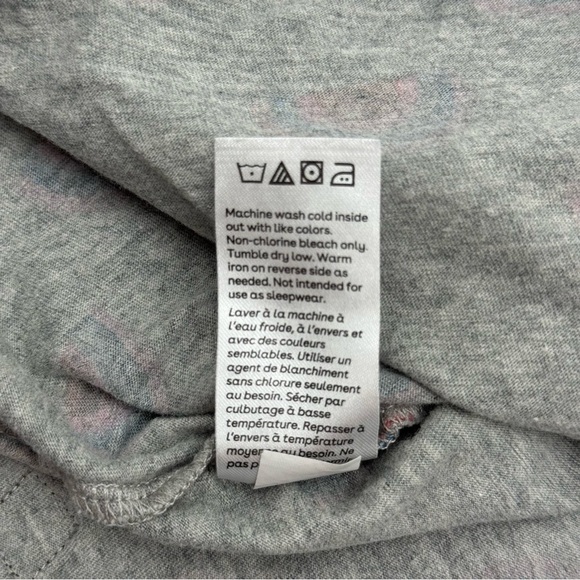 Machine wash cold inside
out with like colors.
Non-chlorine bleach only.
Tumble dry low. Warm
iron on reverse side as
needed. Not intended for
use as sleepwear.
Laver à la machine à
l'eau froide, à l'envers et
avec des couleurs
semblables. Utiliser un
agent de blanchiment
sans chlorure seulement
au besoin. Sécher par
culbutage à basse
température. Repasser à
l'envers à température
au besoin. Ne
pas